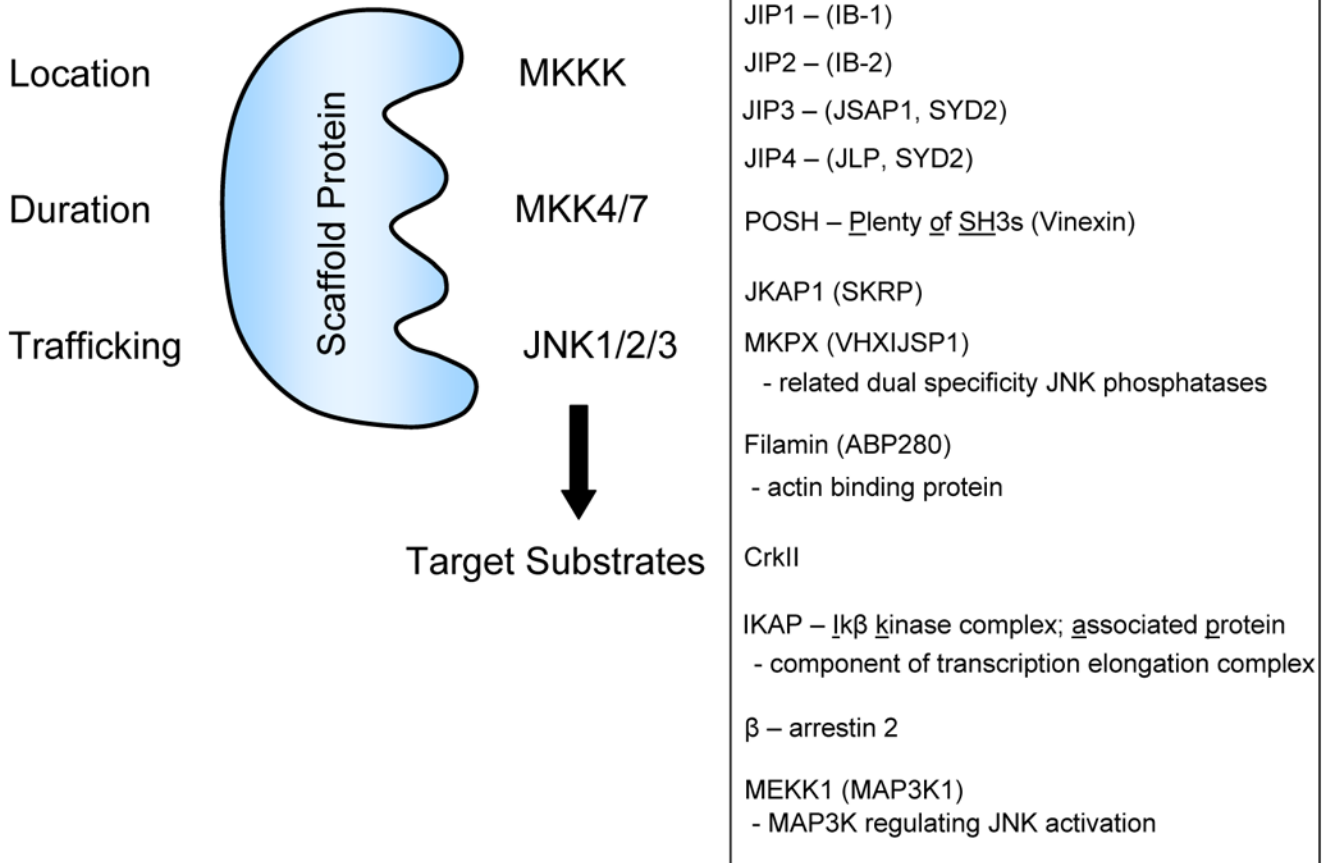 Location
Duration
Trafficking
Scaffold Protein
MKKK
MKK4/7
JNK1/2/3
Target Substrates
JIP1 – (IB-1)
JIP2 – (IB-2)
JIP3 – (JSAP1, SYD2)
JIP4 – (JLP, SYD2)
POSH – Plenty of SH3s (Vinexin)
JKAP1 (SKRP)
MKPX (VHXIJSP1)
- related dual specificity JNK phosphatases
Filamin (ABP280)
- actin binding protein
CrkII
IKAP – Ikβ kinase complex; associated protein
- component of transcription elongation complex
β – arrestin 2
MEKK1 (MAP3K1)
- MAP3K regulating JNK activation